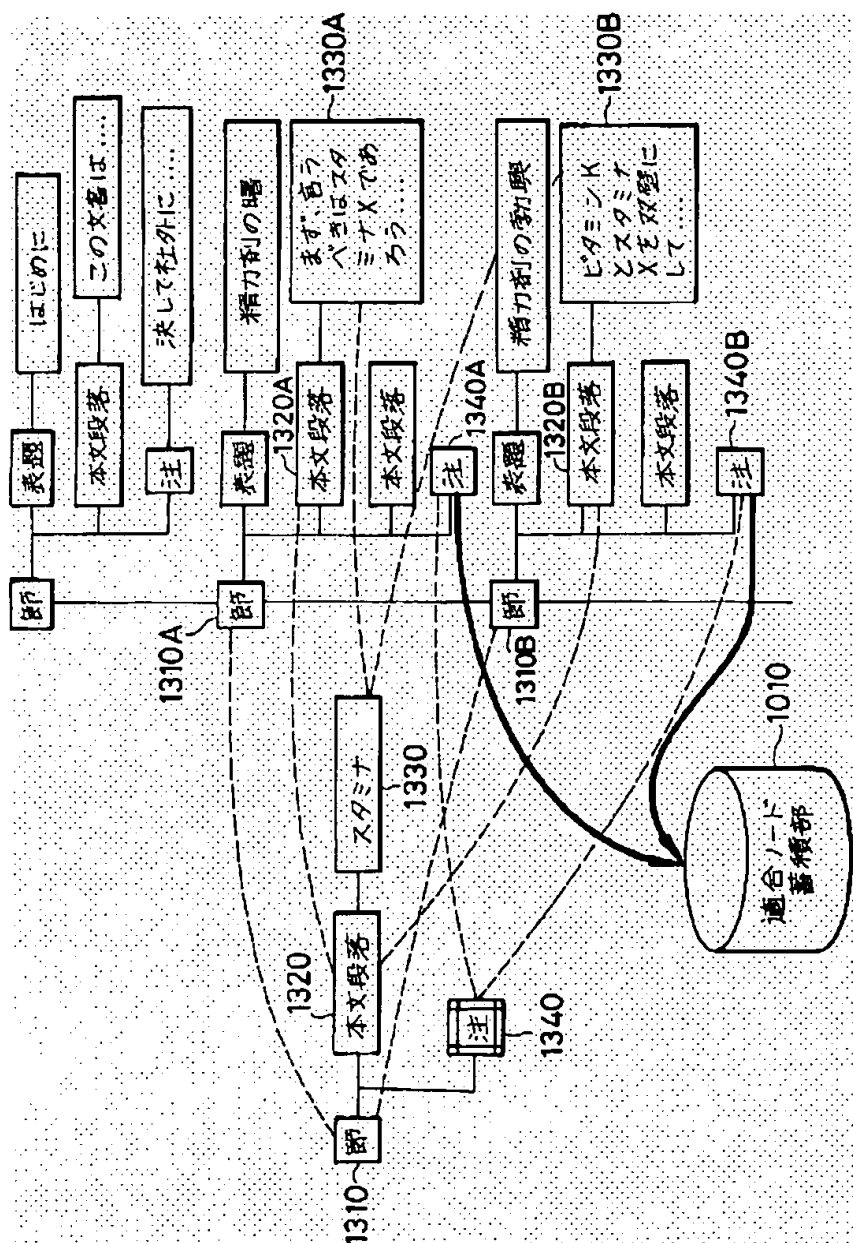 節
表題
はじめに
本文段落
この文書は....
注
決して社外に....
1310A
節
表題
精力剤の曙
1320A
本文段落
1330A
まず、言う
べきはスタ
ミナXであ
ろう....
本文段落
注
1340A
節
1310B
表題
精力剤の勃興
1320B
本文段落
1330B
ビタミンK
とスタミナ
Xを双璧に
して....
本文段落
注
1340B
1310
節
1320
本文段落
スタミナ
1330
注
1340
1010
適合ノード
蓄積部